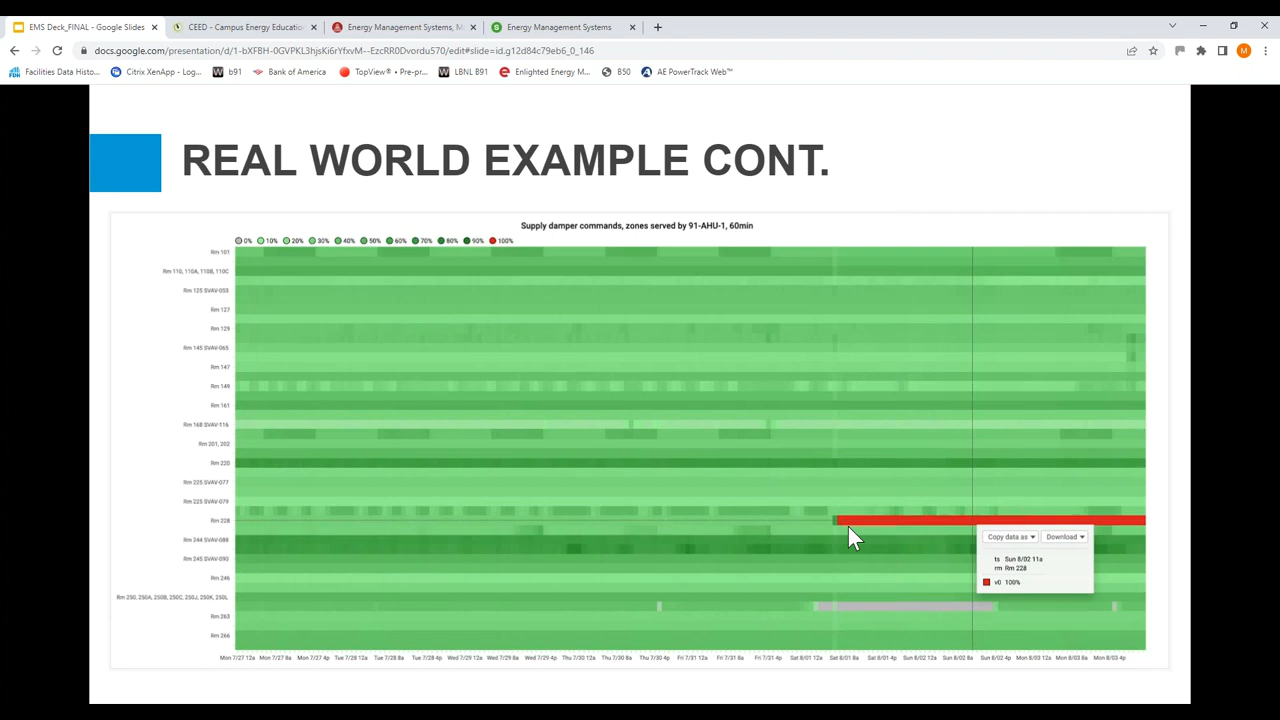 EMS Deck_FINAL - Google Slides
CEED - Campus Energy Educatio
Energy Management Systems, M
Energy Management Systems
docs.google.com/presentation/d/1-bXFBH-0GVPKL3hjsKi6rYfxvM--EzcRR0Dvordu570/edit#slide=id.g12d84c79eb6_0_146
M
Facilities Data Histo...
Citrix XenApp - Log...
b91
Bank of America
TopView® • Pre-pr...
LBNL B91
Enlighted Energy M...
B50
AE PowerTrack Web™
REAL WORLD EXAMPLE CONT.
Supply damper commands, zones served by 91-AHU-1, 60min
0% 10% 20% 30% 40% 50% 60% 70% 80% 90% 100%
Rm 101
Rm 110, 110A, 110B, 110C
Rm 125 SVAV-053
Rm 127
Rm 129
Rm 145 SVAV-065
Rm 147
Rm 149
Rm 161
Rm 168 SVAV-116
Rm 201, 202
Rm 220
Rm 225 SVAV-077
Rm 225 SVAV-079
Rm 228
Rm 244 SVAV-088
Rm 245 SVAV-090
Rm 246
Rm 250, 250A, 250B, 250C, 250J, 250K, 250L
Rm 263
Rm 266
Copy data as
Download
ts Sun 8/02 11a
rm Rm 228
v0 100%
Mon 7/27 12a Mon 7/27 8a Mon 7/27 4p Tue 7/28 12a Tue 7/28 8a Tue 7/28 4p Wed 7/29 12a Wed 7/29 8a Wed 7/29 4p Thu 7/30 12a Thu 7/30 8a Thu 7/30 4p Fri 7/31 12a Fri 7/31 8a Fri 7/31 4p Sat 8/01 12a Sat 8/01 8a Sat 8/01 4p Sun 8/02 12a Sun 8/02 8a Sun 8/02 4p Mon 8/03 12a Mon 8/03 8a Mon 8/03 4p